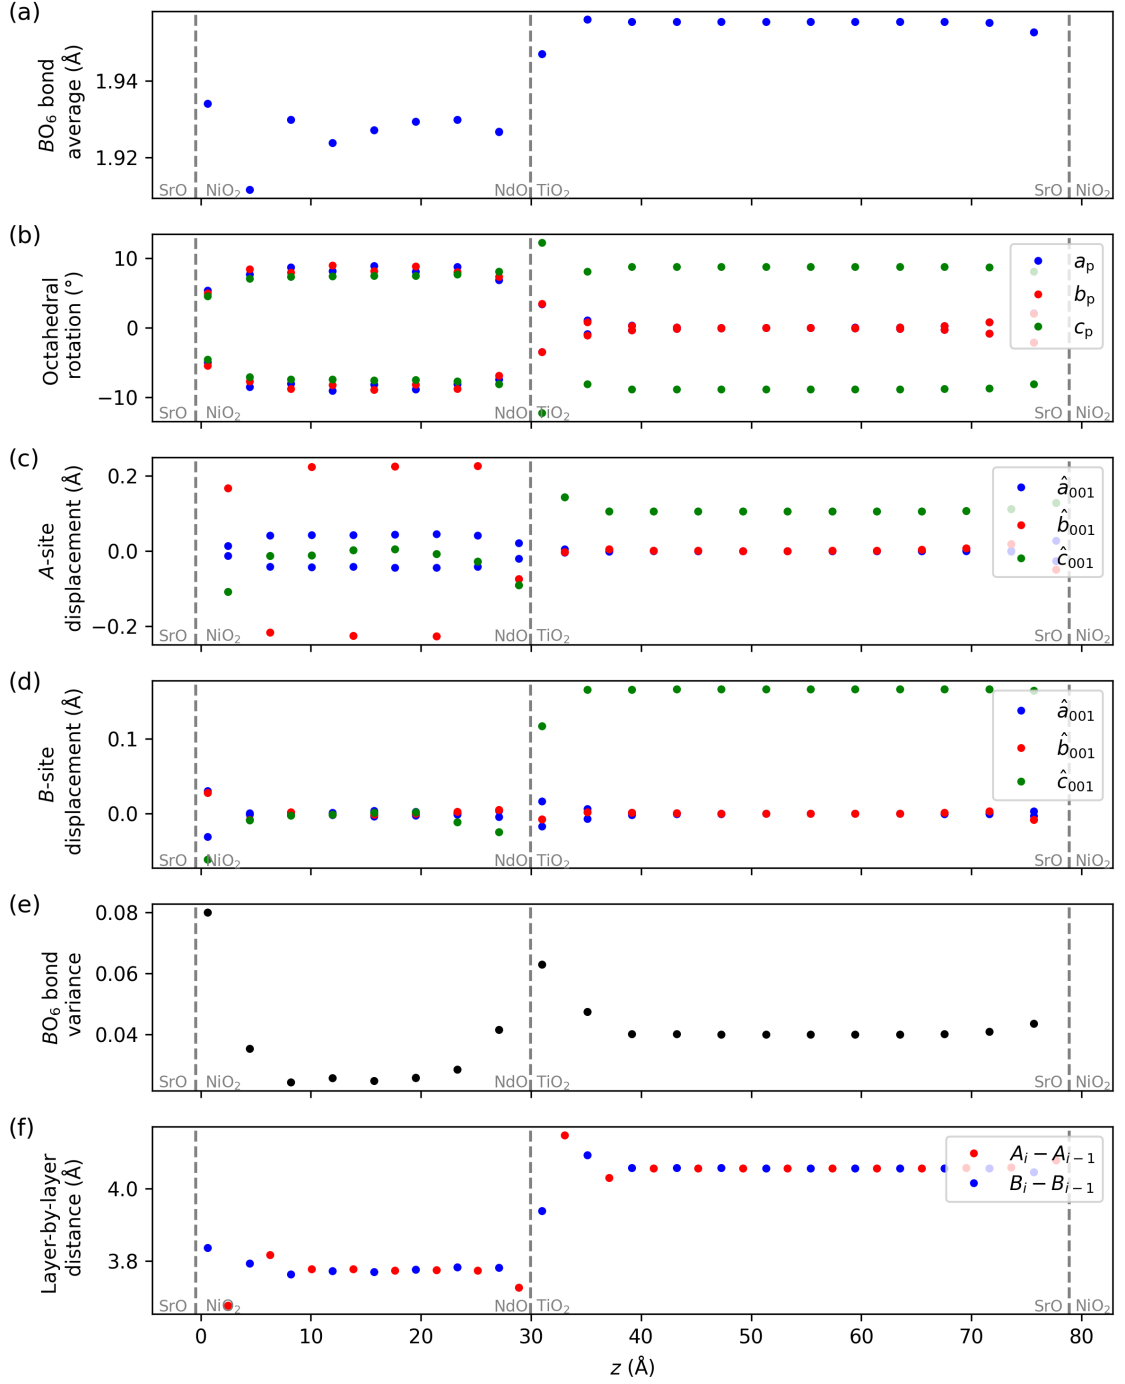 (a)
BO₆ bond
average (Å)
1.94
1.92
SrO
NiO₂
NdO
TiO₂
SrO
NiO₂
(b)
Octahedral
rotation (°)
10
0
−10
aₚ
bₚ
cₚ
SrO
NiO₂
NdO
TiO₂
SrO
NiO₂
(c)
A-site
displacement (Å)
0.2
0.0
−0.2
â₀₀₁
b̂₀₀₁
ĉ₀₀₁
SrO
NiO₂
NdO
TiO₂
SrO
NiO₂
(d)
B-site
displacement (Å)
0.1
0.0
â₀₀₁
b̂₀₀₁
ĉ₀₀₁
SrO
NiO₂
NdO
TiO₂
SrO
NiO₂
(e)
BO₆ bond
variance
0.08
0.06
0.04
SrO
NiO₂
NdO
TiO₂
SrO
NiO₂
(f)
Layer-by-layer
distance (Å)
4.0
3.8
Aᵢ − Aᵢ₋₁
Bᵢ − Bᵢ₋₁
SrO
NiO₂
NdO
TiO₂
SrO
NiO₂
0
10
20
30
40
50
60
70
80
z (Å)